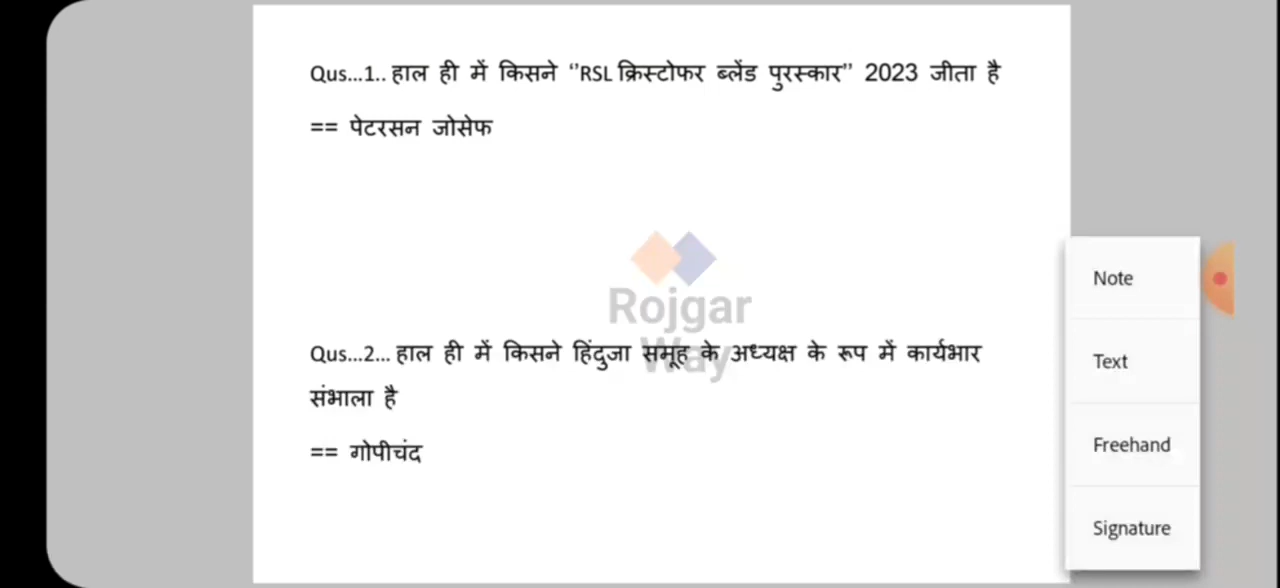 Qus...1.. हाल ही में किसने ‘‘RSL क्रिस्टोफर ब्लेंड पुरस्कार’’ 2023 जीता है
== पेटरसन जोसेफ
Rojgar
Way
Qus...2... हाल ही में किसने हिंदुजा समूह के अध्यक्ष के रूप में कार्यभार
संभाला है
== गोपीचंद
Note
Text
Freehand
Signature